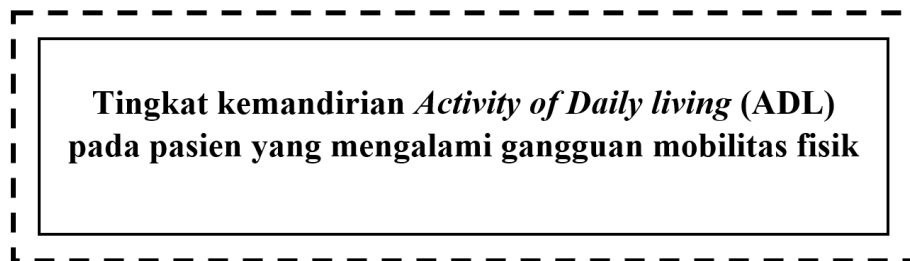 Tingkat kemandirian Activity of Daily living (ADL)
pada pasien yang mengalami gangguan mobilitas fisik